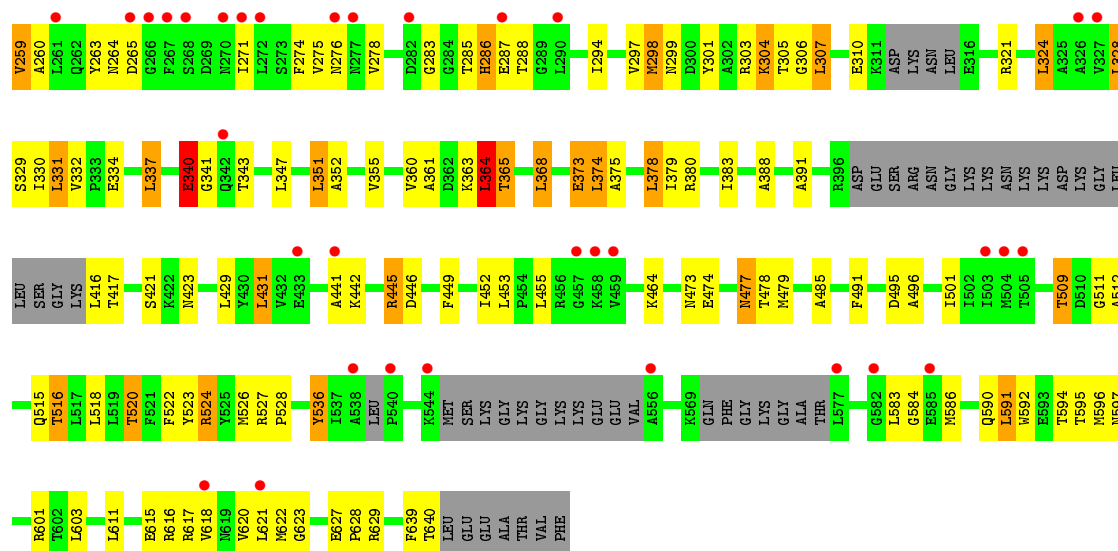 V259 A260 L261 Q262 Y263 N264 D265 G266 F267 S268 D269 N270 I271 L272 S273 F274 V275 N276 N277 V278 D282 G283 G284 T285 H286 E287 T288 G289 L290 I294 V297 M298 N299 D300 Y301 A302 R303 K304 T305 G306 L307 E310 K311 ASP LYS ASN LEU E316 R321 L324 A325 A326 V327 L328
S329 I330 L331 V332 P333 E334 L337 E340 G341 Q342 T343 L347 L351 A352 V355 V360 A361 D362 K363 L364 T365 L368 E373 L374 A375 L378 I379 R380 I383 A388 A391 R396 ASP GLU SER ARG ASN GLY LYS LYS ASN LYS LYS ASP LYS GLY LEU
LEU SER GLY LYS L416 T417 S421 K422 N423 L429 Y430 L431 V432 E433 A441 K442 R445 D446 F449 I452 L453 P454 L455 R456 G457 K458 V459 K464 N473 E474 N477 T478 M479 A485 F491 D495 A496 I501 I502 I503 M504 T505 T509 D510 G511 A512
Q515 T516 L517 L518 L519 T520 F521 F522 Y523 R524 Y525 M526 R527 P528 Y536 I537 A538 LEU P540 K544 MET SER LYS GLY LYS GLY LYS LYS GLU GLU VAL A556 K569 GLN PHE GLY LYS GLY ALA THR L577 G582 L583 G584 E585 M586 Q590 L591 W592 E593 T594 T595 M596 N597
R601 T602 L603 L611 E615 R616 R617 V618 N619 V620 L621 M622 G623 E627 P628 R629 F639 T640 LEU GLU GLU ALA THR VAL PHE